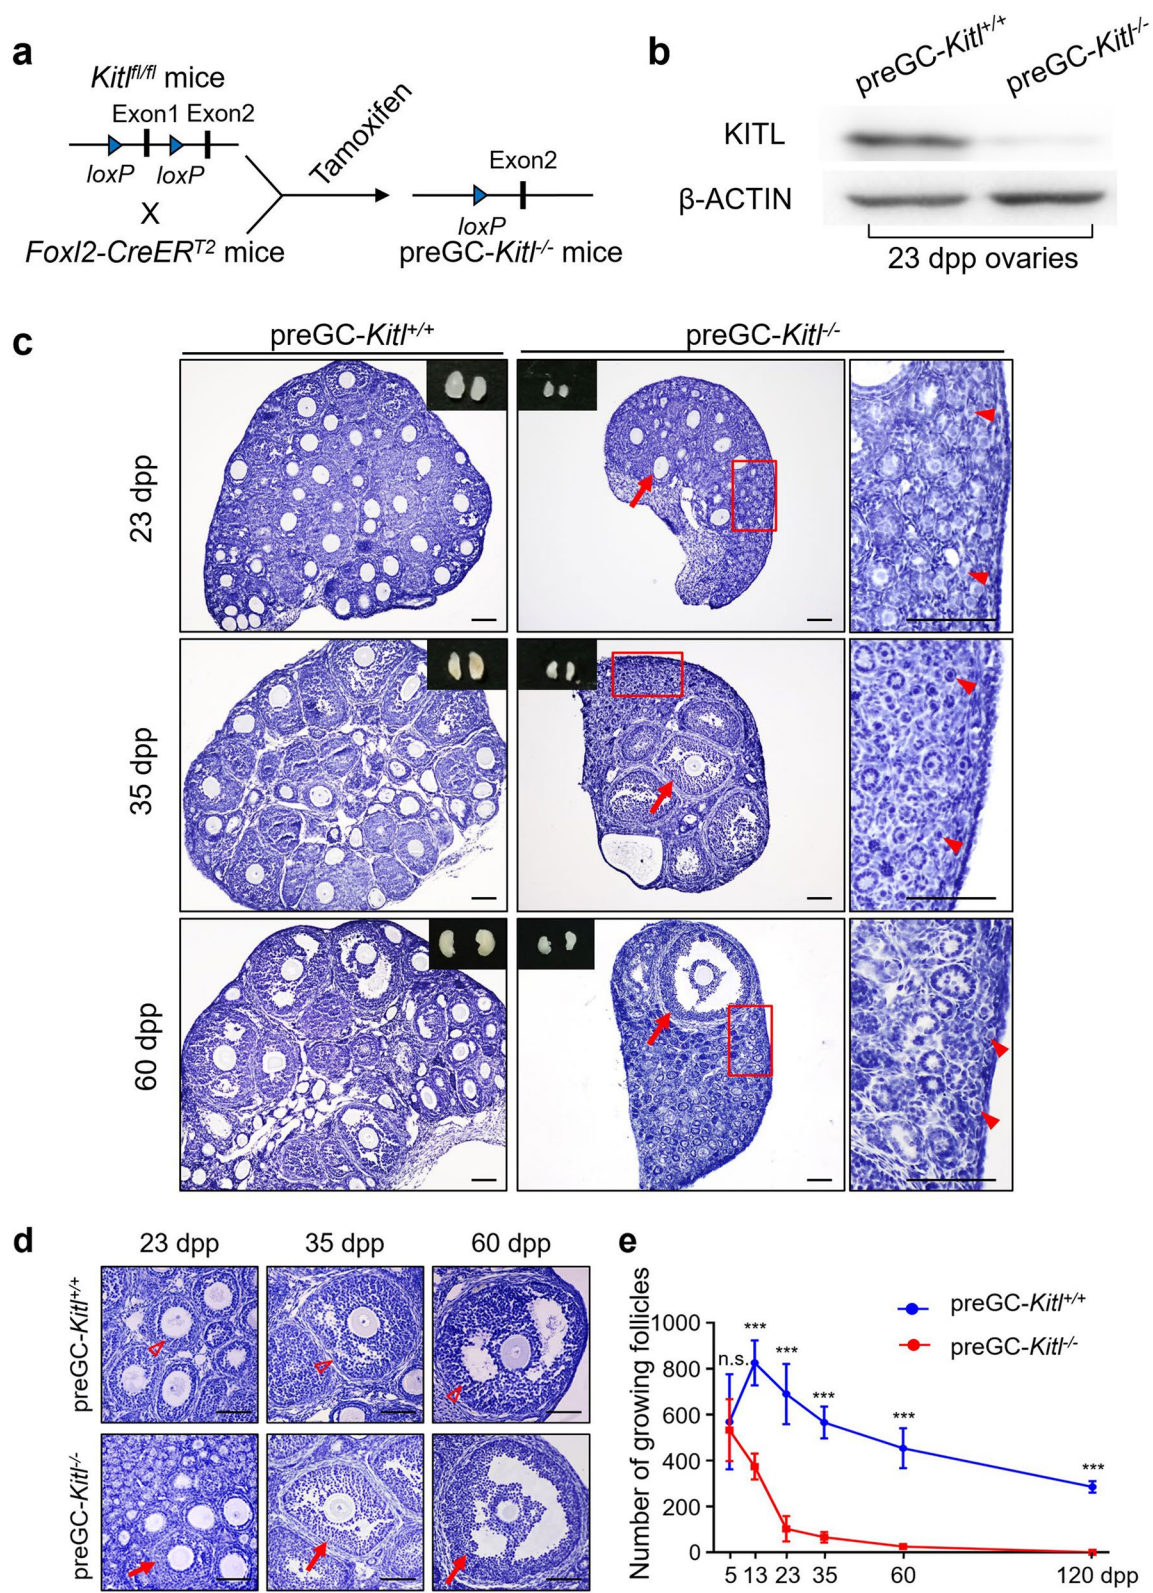 a
Kitl^fl/fl mice
Exon1 Exon2
loxP loxP
X
Foxl2-CreER^T2 mice
Tamoxifen
Exon2
loxP
preGC-Kitl^-/- mice
b
preGC-Kitl^+/+
preGC-Kitl^-/-
KITL
β-ACTIN
23 dpp ovaries
c
preGC-Kitl^+/+ preGC-Kitl^-/-
23 dpp
35 dpp
60 dpp
d
23 dpp 35 dpp 60 dpp
preGC-Kitl^+/+
preGC-Kitl^-/-
e
Number of growing follicles
preGC-Kitl^+/+
preGC-Kitl^-/-
1000
800
600
400
200
0
n.s.
***
***
***
***
***
5 13 23 35 60 120 dpp